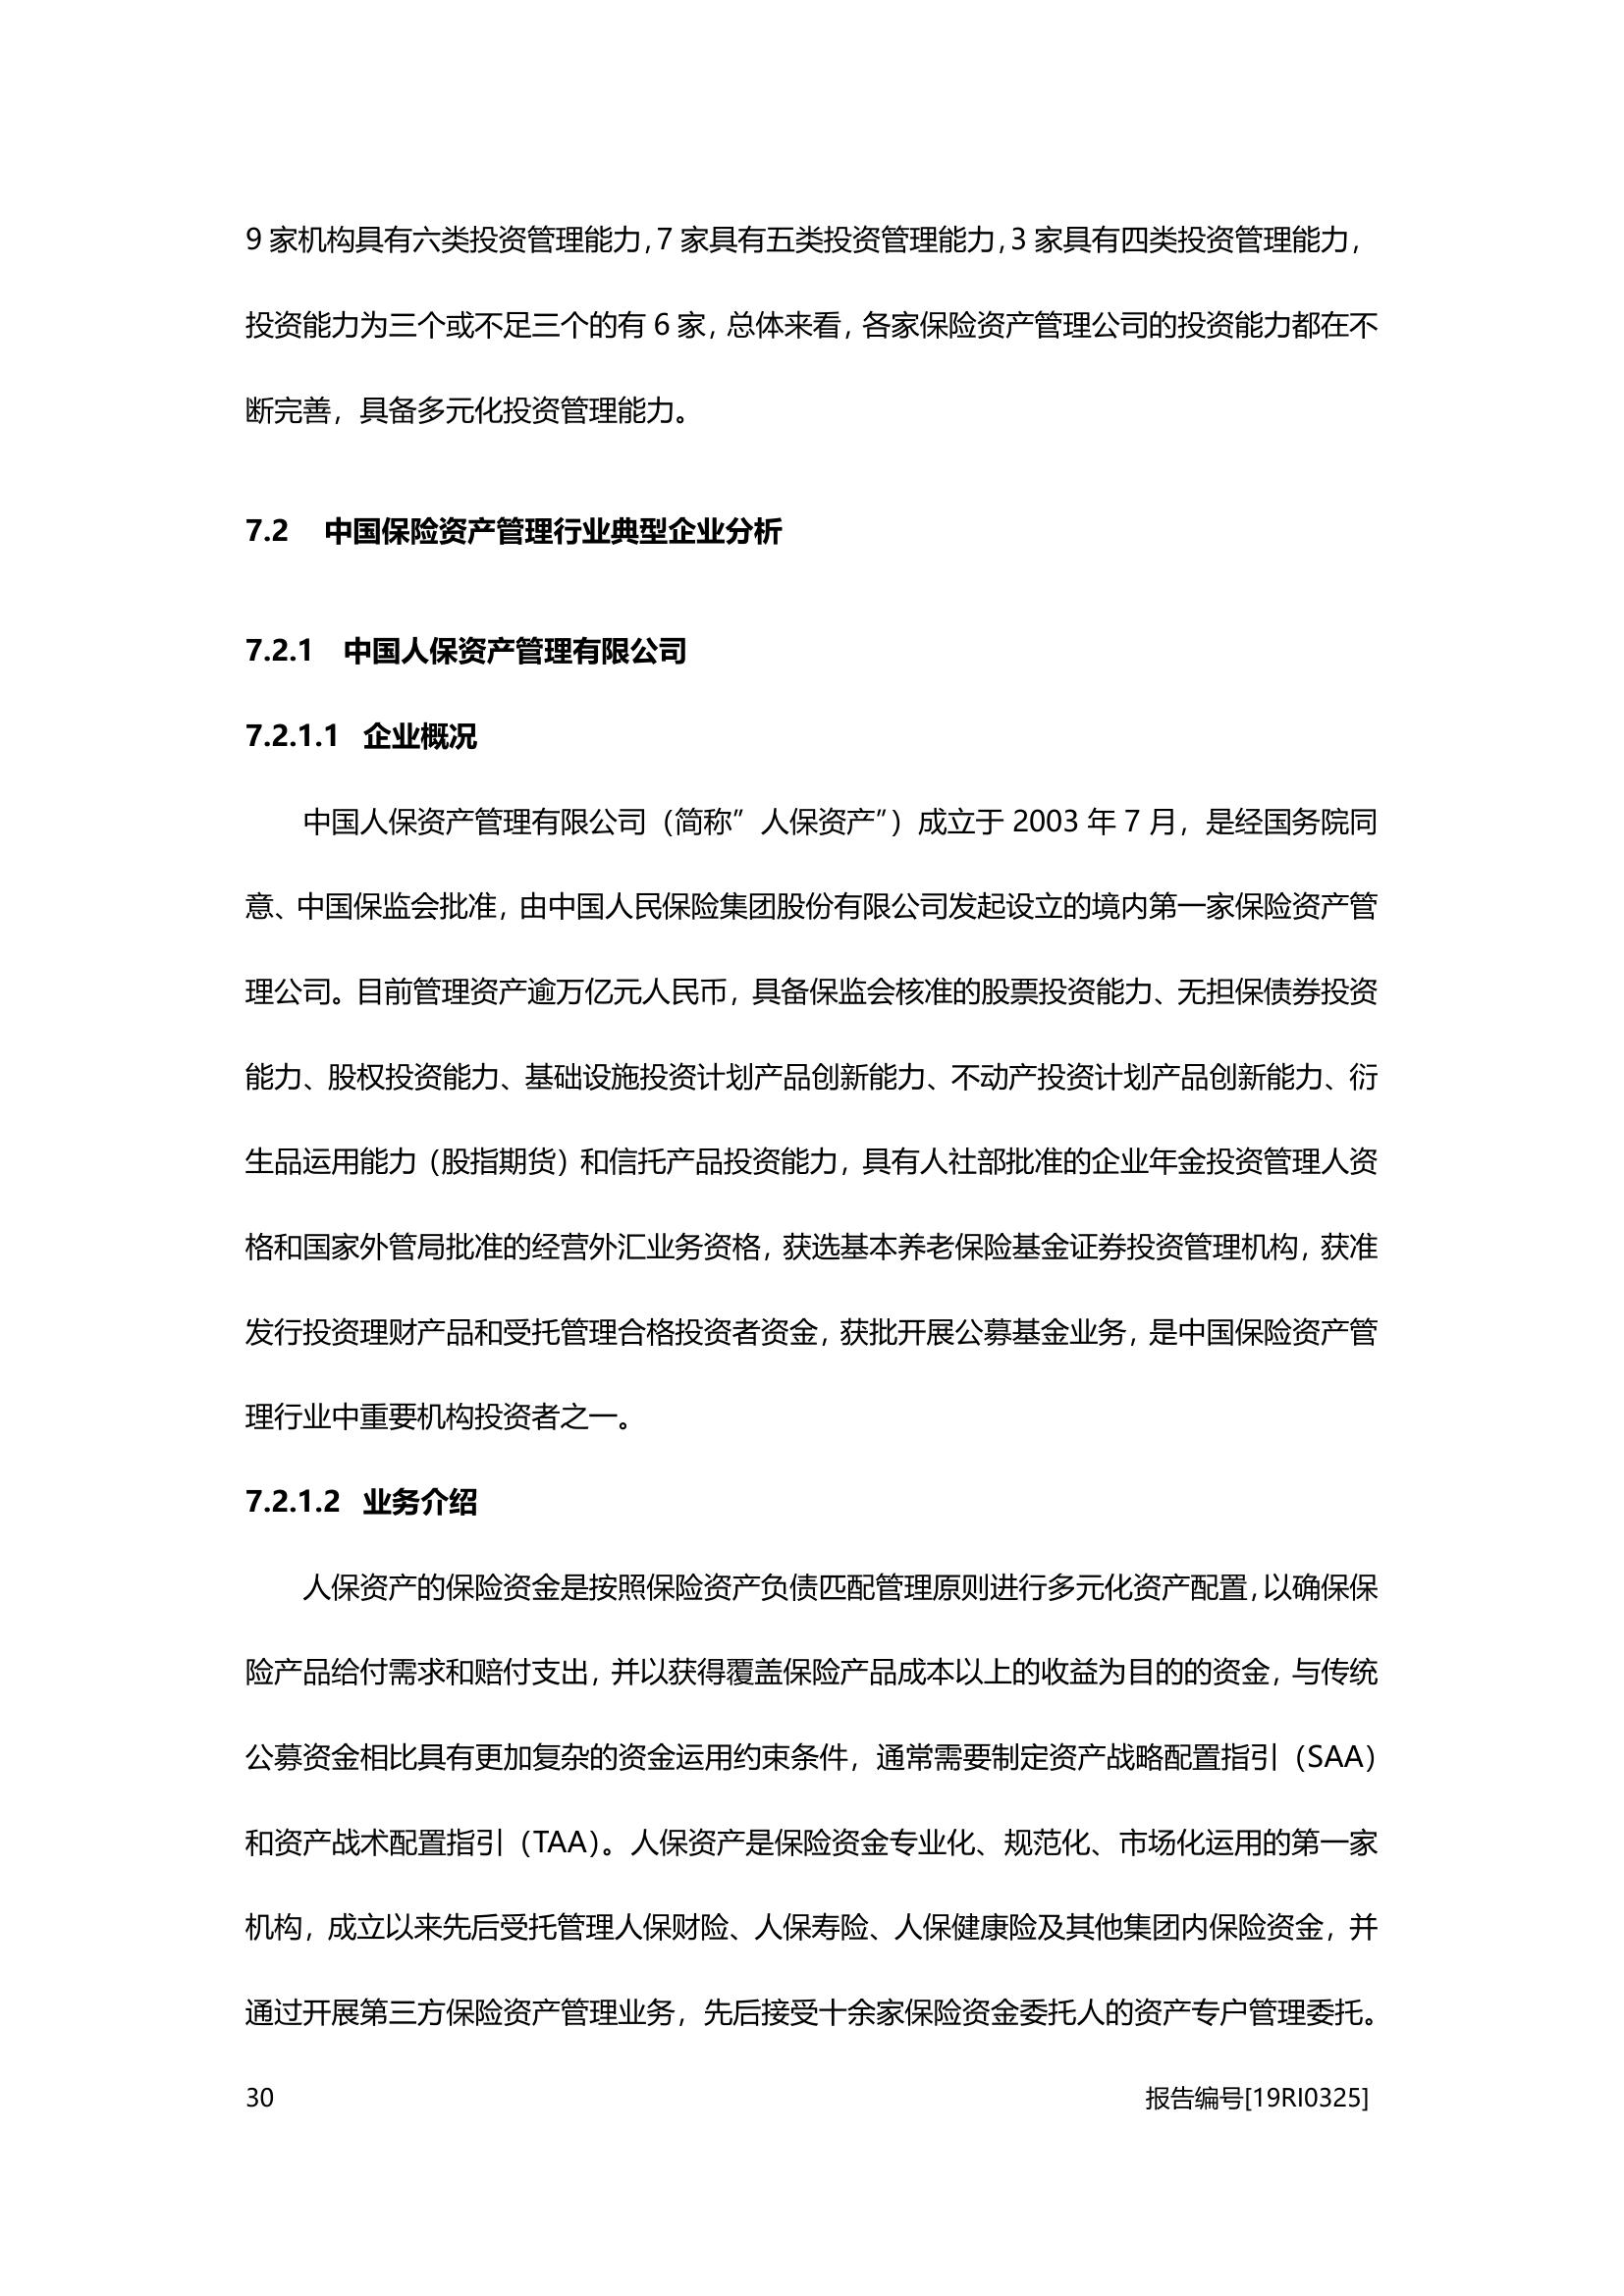 9 家机构具有六类投资管理能力，7 家具有五类投资管理能力，3 家具有四类投资管理能力，
投资能力为三个或不足三个的有 6 家，总体来看，各家保险资产管理公司的投资能力都在不
断完善，具备多元化投资管理能力。
7.2 中国保险资产管理行业典型企业分析
7.2.1 中国人保资产管理有限公司
7.2.1.1 企业概况
中国人保资产管理有限公司（简称”人保资产”）成立于 2003 年 7 月，是经国务院同
意、中国保监会批准，由中国人民保险集团股份有限公司发起设立的境内第一家保险资产管
理公司。目前管理资产逾万亿元人民币，具备保监会核准的股票投资能力、无担保债券投资
能力、股权投资能力、基础设施投资计划产品创新能力、不动产投资计划产品创新能力、衍
生品运用能力（股指期货）和信托产品投资能力，具有人社部批准的企业年金投资管理人资
格和国家外管局批准的经营外汇业务资格，获选基本养老保险基金证券投资管理机构，获准
发行投资理财产品和受托管理合格投资者资金，获批开展公募基金业务，是中国保险资产管
理行业中重要机构投资者之一。
7.2.1.2 业务介绍
人保资产的保险资金是按照保险资产负债匹配管理原则进行多元化资产配置，以确保保
险产品给付需求和赔付支出，并以获得覆盖保险产品成本以上的收益为目的的资金，与传统
公募资金相比具有更加复杂的资金运用约束条件，通常需要制定资产战略配置指引（SAA）
和资产战术配置指引（TAA）。人保资产是保险资金专业化、规范化、市场化运用的第一家
机构，成立以来先后受托管理人保财险、人保寿险、人保健康险及其他集团内保险资金，并
通过开展第三方保险资产管理业务，先后接受十余家保险资金委托人的资产专户管理委托。
30 报告编号[19RI0325]